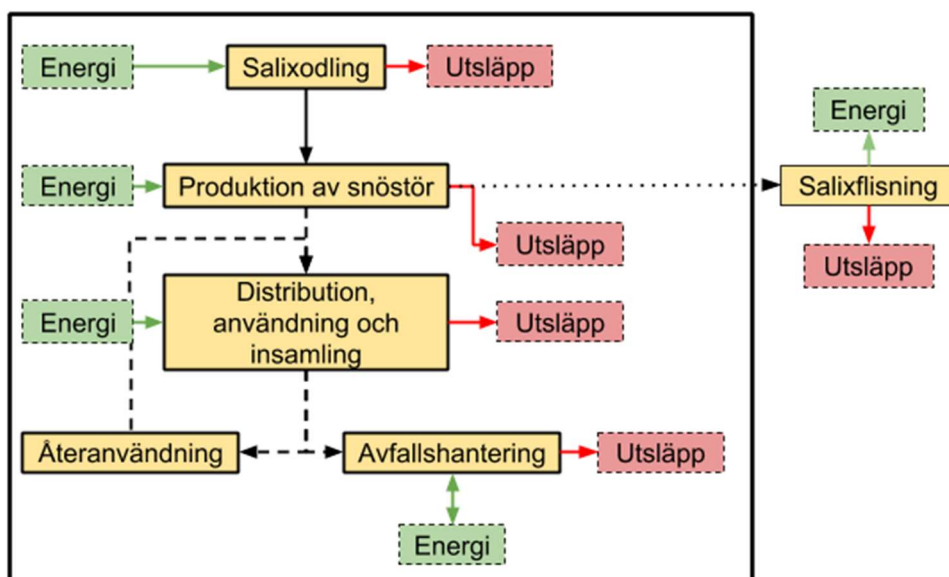 Energi
Salixodling
Utsläpp
Energi
Energi
Produktion av snöstör
Salixflisning
Utsläpp
Utsläpp
Energi
Distribution,
användning och
insamling
Utsläpp
Återanvändning
Avfallshantering
Utsläpp
Energi